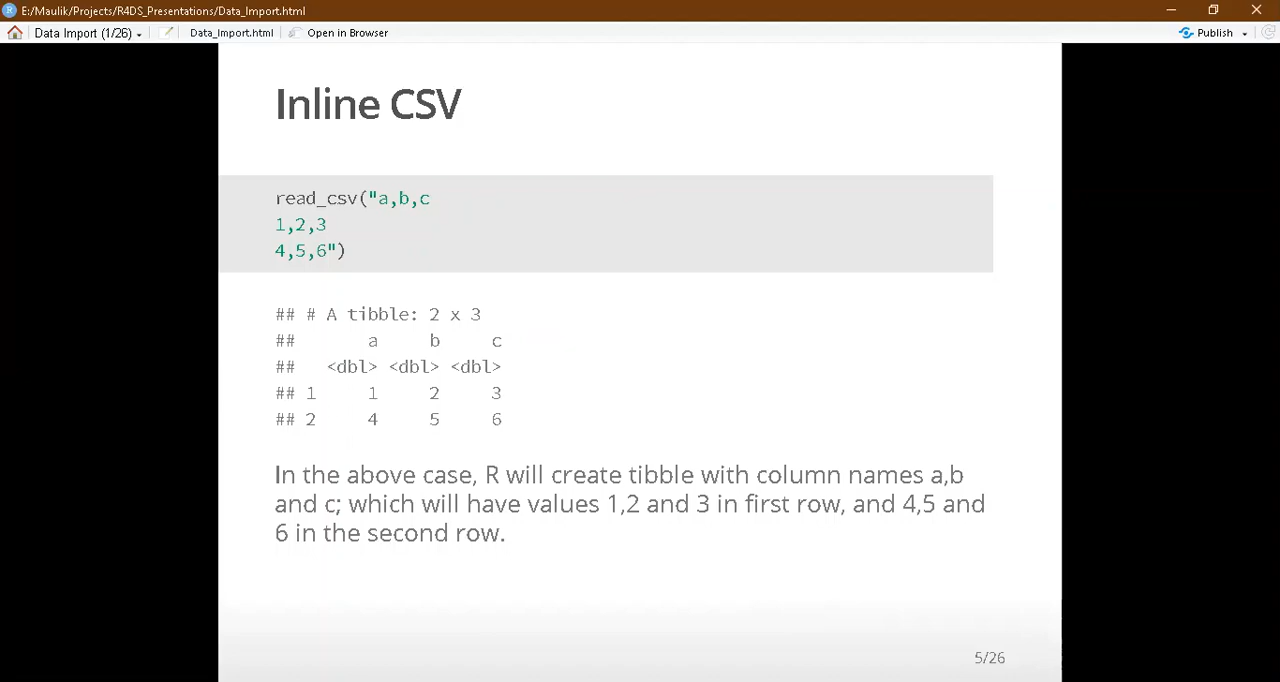 E:/Maulik/Projects/R4DS_Presentations/Data_Import.html
Data Import (1/26) Data_Import.html Open in Browser Publish
Inline CSV
read_csv("a,b,c
1,2,3
4,5,6")
## # A tibble: 2 x 3
##       a     b     c
##   <dbl> <dbl> <dbl>
## 1     1     2     3
## 2     4     5     6
In the above case, R will create tibble with column names a,b
and c; which will have values 1,2 and 3 in first row, and 4,5 and
6 in the second row.
5/26